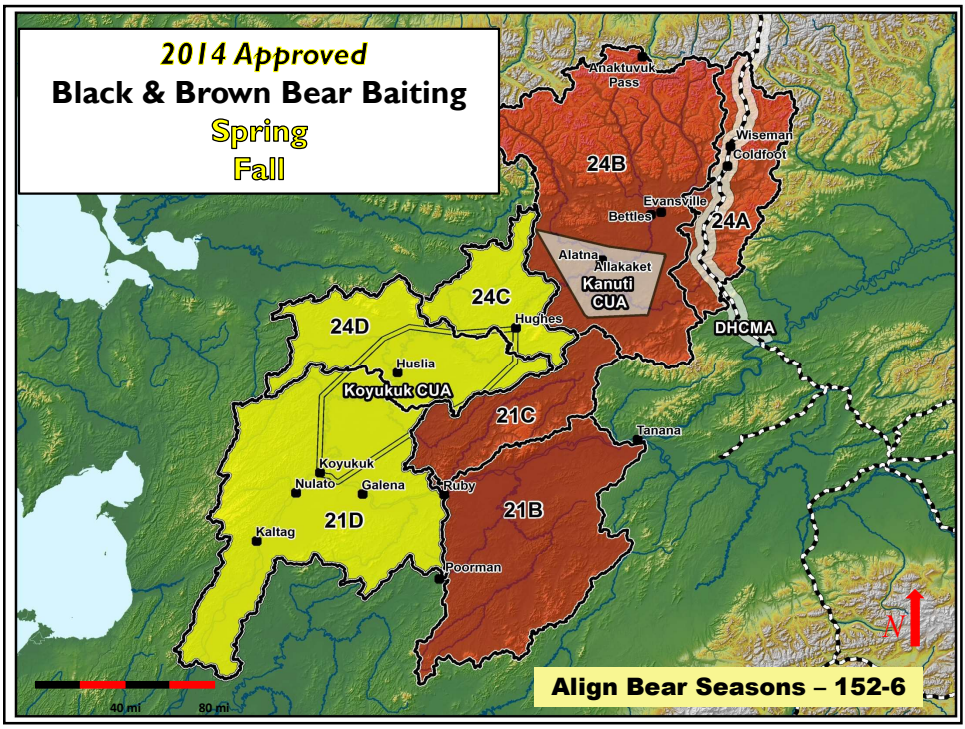 2014 Approved
Black & Brown Bear Baiting
Spring
Fall
Anaktuvuk
Pass
Wiseman
Coldfoot
24B
Evansville
Bettles
24A
Alatna
Allakaket
Kanuti
CUA
24C
24D
Hughes
DHCMA
Huslia
Koyukuk CUA
21C
Tanana
Koyukuk
Nulato
Galena
Ruby
21B
21D
Kaltag
Poorman
N
Align Bear Seasons – 152-6
40 mi
80 mi